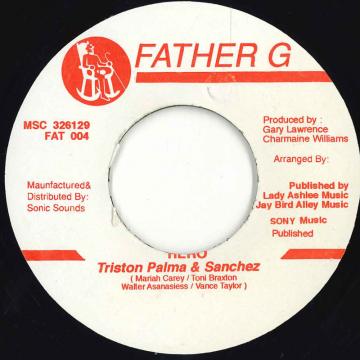 FATHER G
MSC 326129
FAT 004
Maunfactured&
Distributed By:
Sonic Sounds
Produced by :
Gary Lawrence
Charmaine Williams
Arranged By:
Published by
Lady Ashlee Music
Jay Bird Alley Music
SONY Music
Published
HERO
Triston Palma & Sanchez
( Mariah Carey / Toni Braxton
Walter Asanasiess / Vance Taylor )